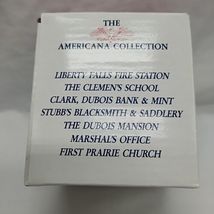 THE
AMERICANA COLLECTION
LIBERTY FALLS FIRE STATION
THE CLEMEN'S SCHOOL
CLARK, DUBOIS BANK & MINT
STUBB'S BLACKSMITH & SADDLERY
THE DUBOIS MANSION
MARSHAL'S OFFICE
FIRST PRAIRIE CHURCH